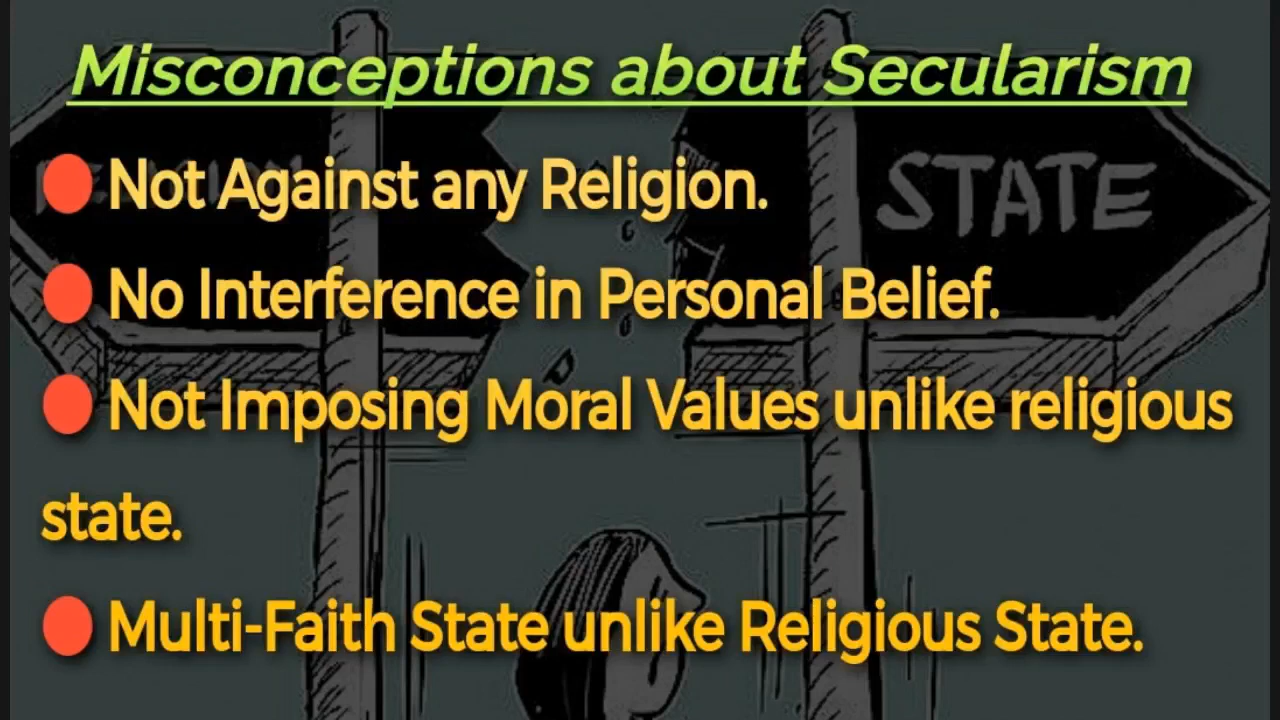 Misconceptions about Secularism
Not Against any Religion.
STATE
No Interference in Personal Belief.
Not Imposing Moral Values unlike religious
state.
Multi-Faith State unlike Religious State.